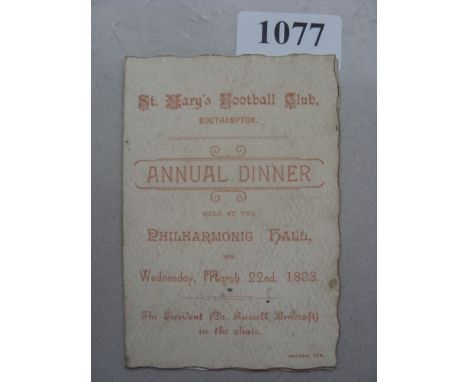 1077
St. Mary's Football Club,
SOUTHAMPTON.
ANNUAL DINNER
HELD AT THE
PHILHARMONIC HALL,
ON
Wednesday, March 22nd, 1893.
The President (Dr. Russell Bencraft)
in the chair.